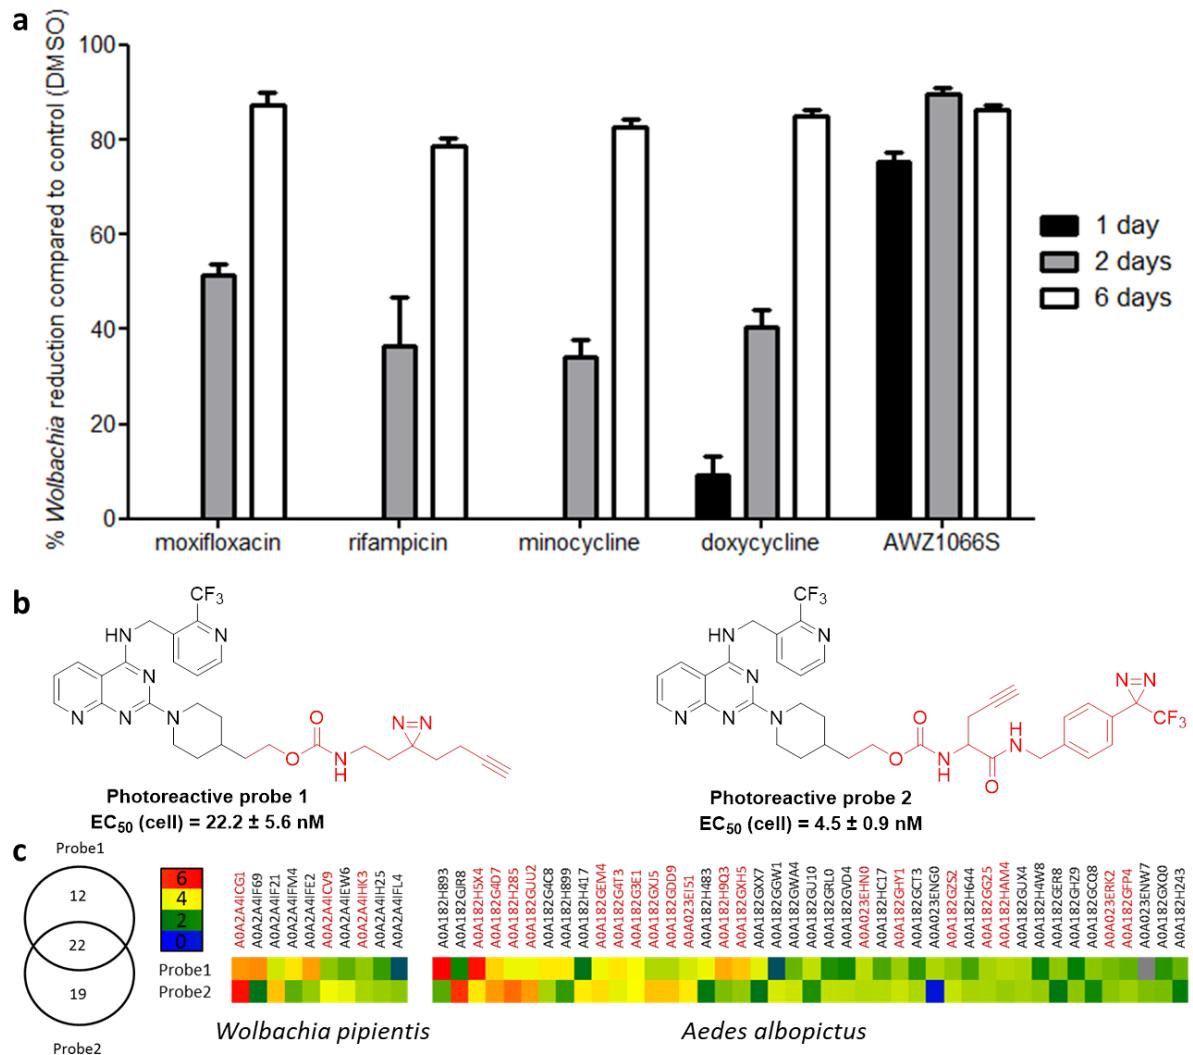 a
% Wolbachia reduction compared to control (DMSO)
100
80
60
40
20
0
moxifloxacin
rifampicin
minocycline
doxycycline
AWZ1066S
1 day
2 days
6 days
b
CF3
HN
N
N
N
N
N
O
O
N
H
N=N
Photoreactive probe 1
EC50 (cell) = 22.2 ± 5.6 nM
CF3
HN
N
N
N
N
N
O
O
N
H
O
H
N
N=N
CF3
Photoreactive probe 2
EC50 (cell) = 4.5 ± 0.9 nM
c
Probe1
12
22
19
Probe2
6
4
2
0
A0A2A4ICG1
A0A2A4IF69
A0A2A4IF21
A0A2A4IFM4
A0A2A4IFE2
A0A2A4ICV9
A0A2A4IEW6
A0A2A4IHK3
A0A2A4IH25
A0A2A4IFL4
A0A182H893
A0A182GIR8
A0A182H5X4
A0A182G4D7
A0A182H285
A0A182GUU2
A0A182G4C8
A0A182H899
A0A182H417
A0A182GEM4
A0A182G4T3
A0A182G3E1
A0A182GXJ5
A0A182GDD9
A0A023EI51
A0A182H483
A0A182H9Q3
A0A182GXH5
A0A182GXX7
A0A182GGW1
A0A182GWA4
A0A182GU10
A0A182GRL0
A0A182GVD4
A0A023EHN0
A0A182HC17
A0A182GHY1
A0A182GCT3
A0A023ENG0
A0A182GZS2
A0A182H644
A0A182GG25
A0A182HAM4
A0A182GUX4
A0A182H4W8
A0A182GER8
A0A182GHZ9
A0A182GCQ8
A0A023ERK2
A0A182GFP4
A0A023ENW7
A0A182GXQ0
A0A182H243
Probe1
Probe2
Wolbachia pipientis
Aedes albopictus